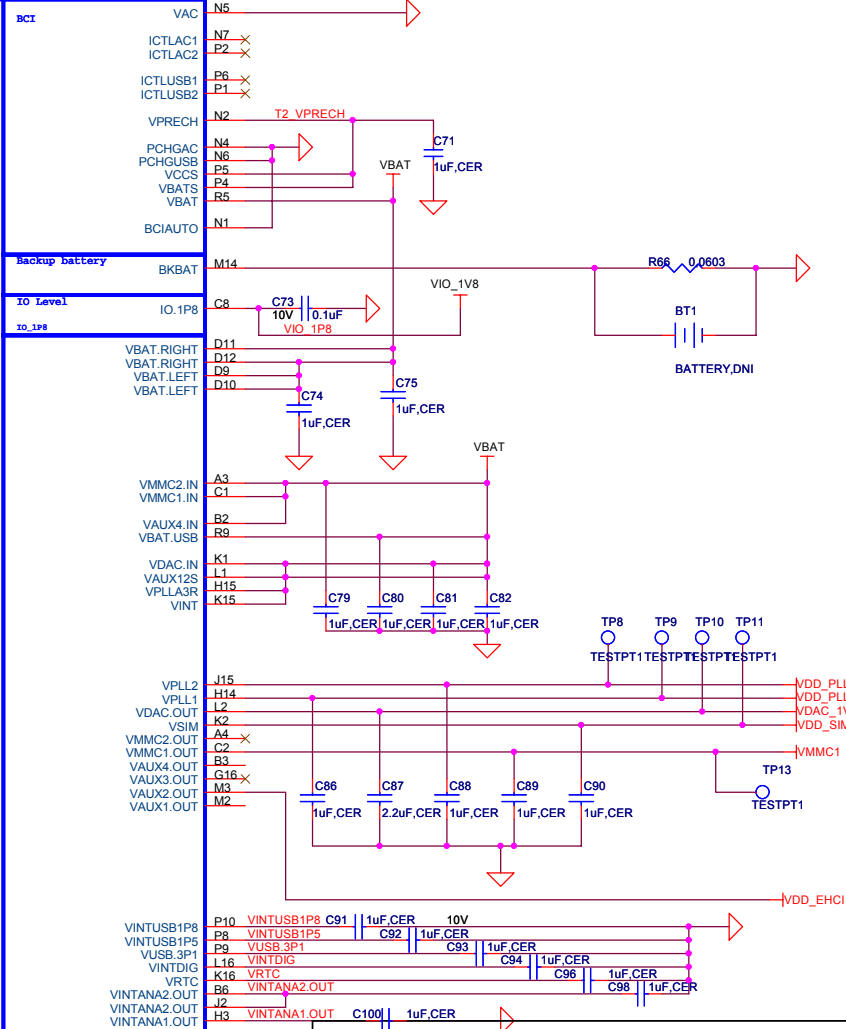 BCI
VAC N5
ICTLAC1 N7
ICTLAC2 P2
ICTLUSB1 P6
ICTLUSB2 P1
VPRECH N2 T2_VPRECH
C71
1uF,CER
PCHGAC N4
PCHGUSB N6
VCCS P5
VBATS P4
VBAT R5
VBAT
BCIAUTO N1
Backup battery
BKBAT M14
R66 0,0603
BT1
BATTERY,DNI
IO Level
IO.1P8 C8
IO_1P8
C73
10V 0.1uF
VIO_1P8
VIO_1V8
VBAT.RIGHT D11
VBAT.RIGHT D12
VBAT.LEFT D9
VBAT.LEFT D10
C74
1uF,CER
C75
1uF,CER
VBAT
VMMC2.IN A3
VMMC1.IN C1
VAUX4.IN B2
VBAT.USB R9
VDAC.IN K1
VAUX12S L1
VPLLA3R H15
VINT K15
C79 C80 C81 C82
1uF,CER 1uF,CER 1uF,CER 1uF,CER
TP8 TP9 TP10 TP11
TESTPT1 TESTPT1 TESTPT1 TESTPT1
VPLL2 J15 VDD_PLL
VPLL1 H14 VDD_PLL
VDAC.OUT L2 VDAC_1V
VSIM K2 VDD_SIM
VMMC2.OUT A4
VMMC1.OUT C2 VMMC1
VAUX4.OUT B3
VAUX3.OUT G16
VAUX2.OUT M3
VAUX1.OUT M2
TP13
TESTPT1
C86 C87 C88 C89 C90
1uF,CER 2.2uF,CER 1uF,CER 1uF,CER 1uF,CER
VDD_EHCI
VINTUSB1P8 P10 VINTUSB1P8 C91 1uF,CER 10V
VINTUSB1P5 P8 VINTUSB1P5 C92 1uF,CER
VUSB.3P1 P9 VUSB.3P1 C93 1uF,CER
VINTDIG L16 VINTDIG C94 1uF,CER
VRTC K16 VRTC C96 1uF,CER
VINTANA2.OUT B6 VINTANA2.OUT C98 1uF,CER
VINTANA2.OUT J2
VINTANA1.OUT H3 VINTANA1.OUT C100 1uF,CER